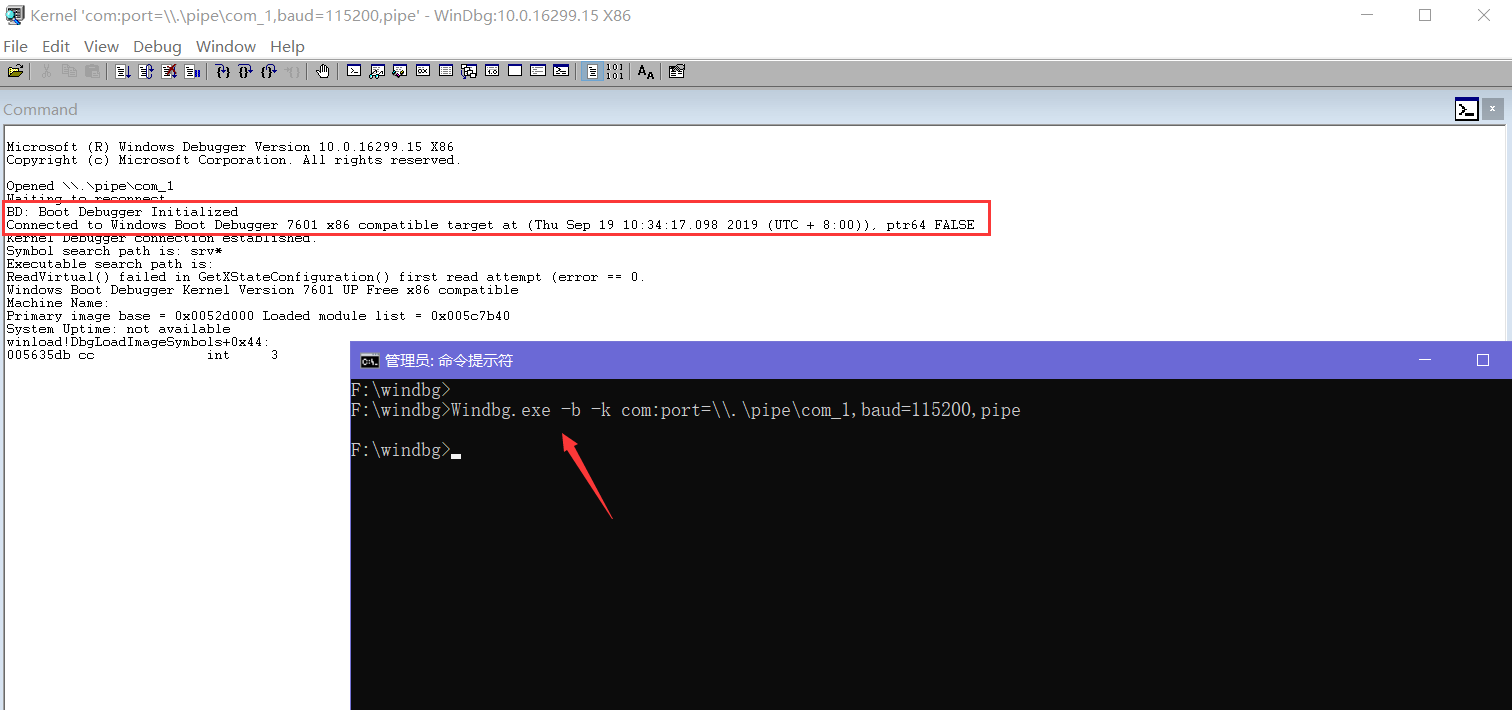 Kernel 'com:port=\\.\pipe\com_1,baud=115200,pipe' - WinDbg:10.0.16299.15 X86
File Edit View Debug Window Help
Command
Microsoft (R) Windows Debugger Version 10.0.16299.15 X86
Copyright (c) Microsoft Corporation. All rights reserved.
Opened \\.\pipe\com_1
Waiting to reconnect
BD: Boot Debugger Initialized
Connected to Windows Boot Debugger 7601 x86 compatible target at (Thu Sep 19 10:34:17.098 2019 (UTC + 8:00)), ptr64 FALSE
Kernel Debugger connection established.
Symbol search path is: srv*
Executable search path is:
ReadVirtual() failed in GetXStateConfiguration() first read attempt (error == 0.
Windows Boot Debugger Kernel Version 7601 UP Free x86 compatible
Machine Name:
Primary image base = 0x0052d000 Loaded module list = 0x005c7b40
System Uptime: not available
winload!DbgLoadImageSymbols+0x44:
005635db cc int 3
管理员: 命令提示符
F:\windbg>
F:\windbg>Windbg.exe -b -k com:port=\\.\pipe\com_1,baud=115200,pipe
F:\windbg>